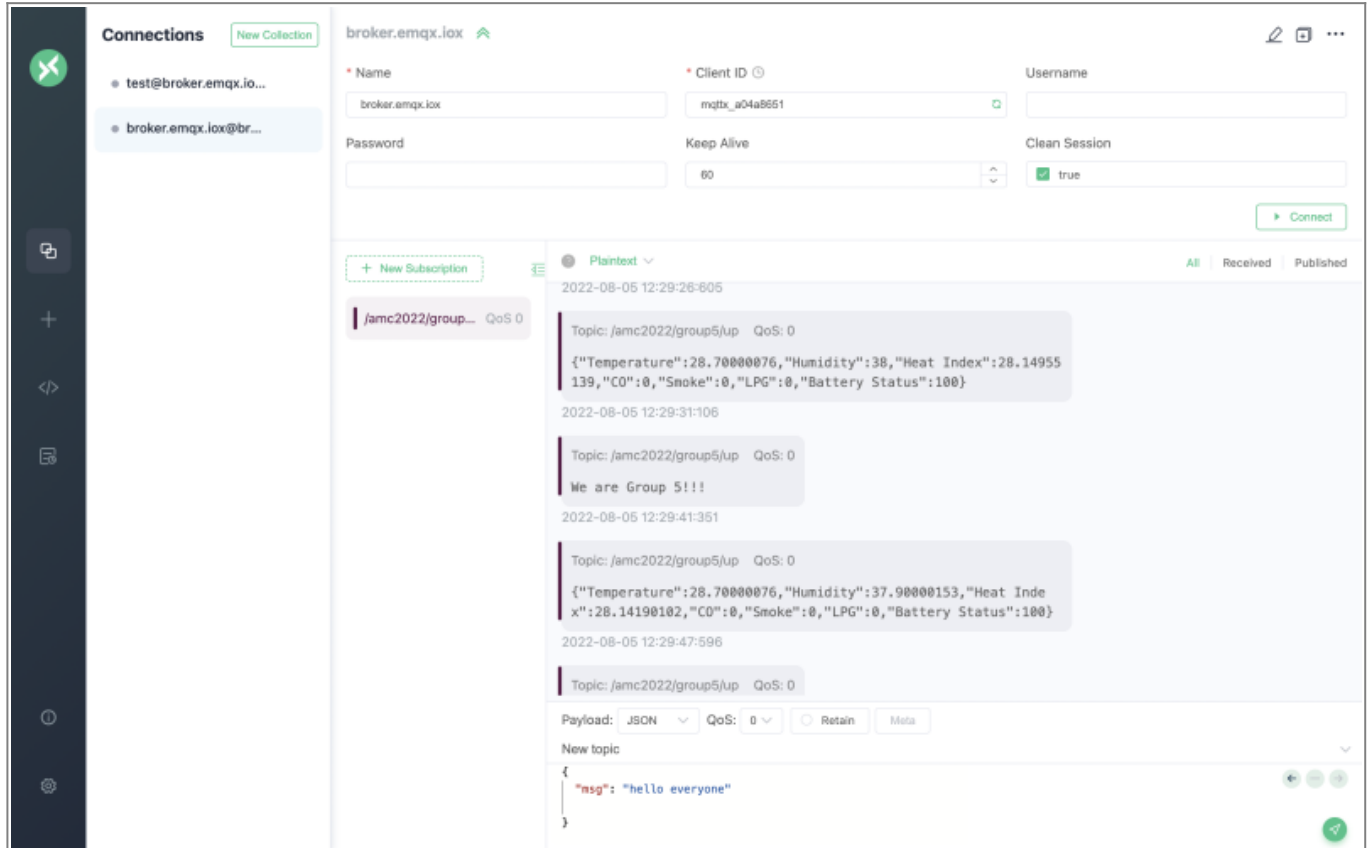 Connections
New Collection
test@broker.emqx.io...
broker.emqx.iox@br...
broker.emqx.iox
* Name
* Client ID
Username
broker.emqx.iox
mqttx_a04a8651
Password
Keep Alive
Clean Session
60
true
Connect
+ New Subscription
/amc2022/group... QoS 0
Plaintext
All
Received
Published
2022-08-05 12:29:26:605
Topic: /amc2022/group5/up QoS: 0
{"Temperature":28.70000076,"Humidity":38,"Heat Index":28.14955
139,"CO":0,"Smoke":0,"LPG":0,"Battery Status":100}
2022-08-05 12:29:31:106
Topic: /amc2022/group5/up QoS: 0
We are Group 5!!!
2022-08-05 12:29:41:351
Topic: /amc2022/group5/up QoS: 0
{"Temperature":28.70000076,"Humidity":37.90000153,"Heat Inde
x":28.14190102,"CO":0,"Smoke":0,"LPG":0,"Battery Status":100}
2022-08-05 12:29:47:596
Topic: /amc2022/group5/up QoS: 0
Payload: JSON QoS: 0 Retain Meta
New topic
{
"msg": "hello everyone"
}